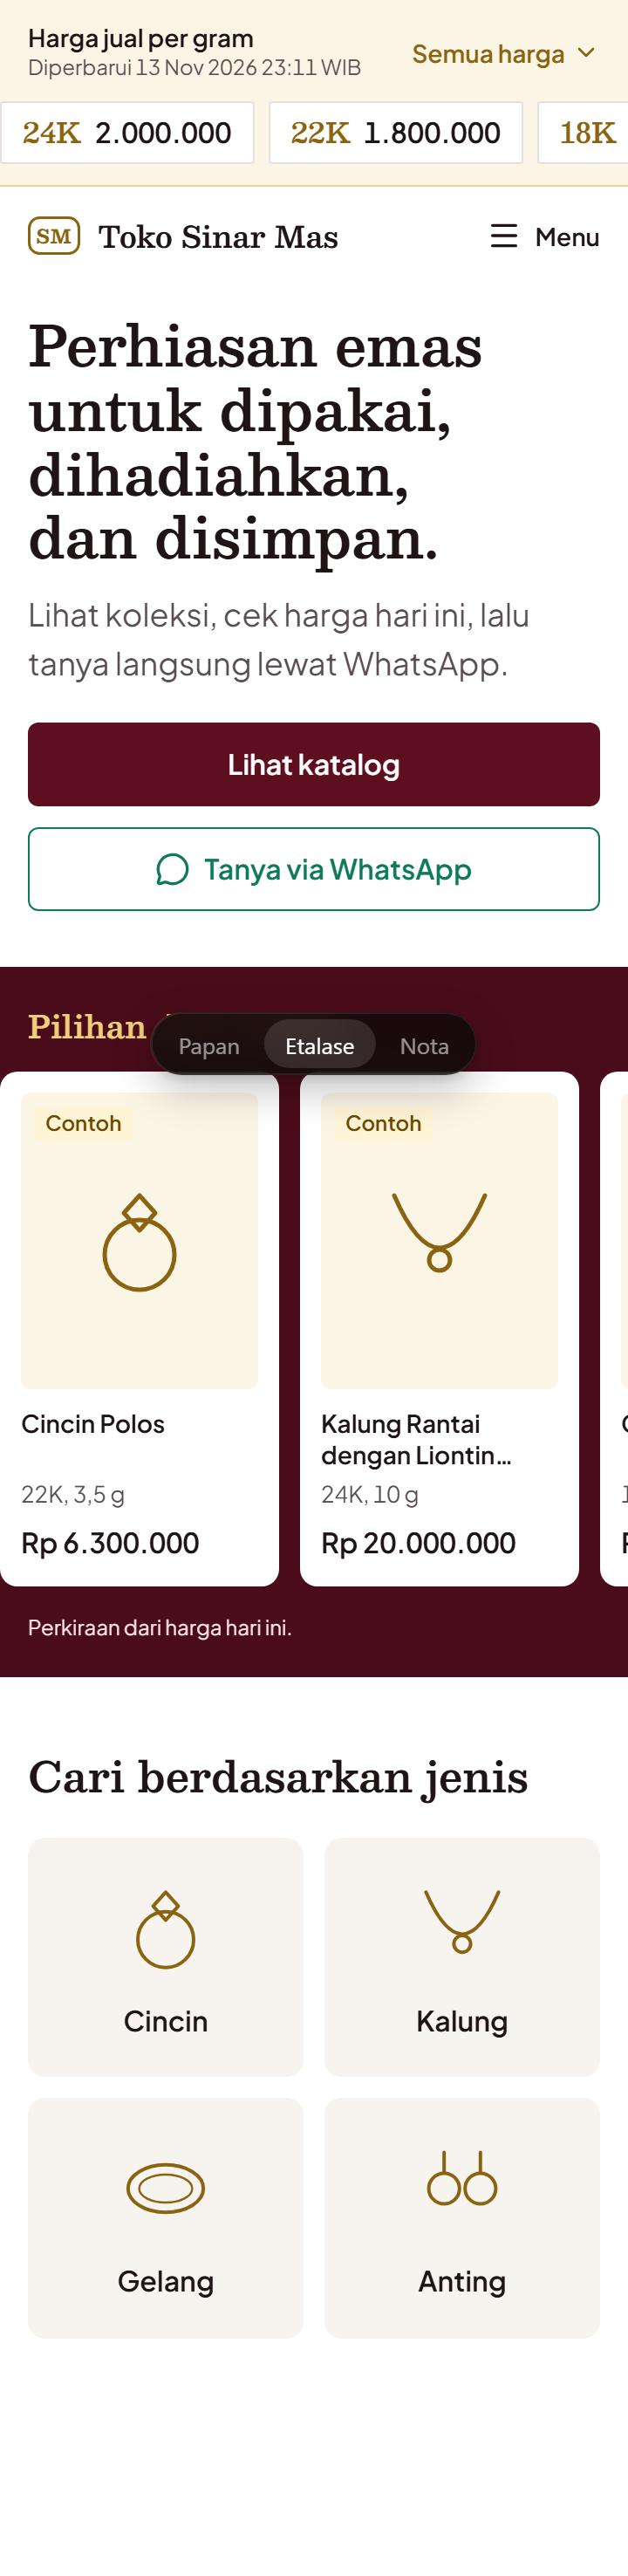 Harga jual per gram
Diperbarui 13 Nov 2026 23:11 WIB
Semua harga
24K 2.000.000
22K 1.800.000
18K
SM
Toko Sinar Mas
Menu
Perhiasan emas
untuk dipakai,
dihadiahkan,
dan disimpan.
Lihat koleksi, cek harga hari ini, lalu
tanya langsung lewat WhatsApp.
Lihat katalog
Tanya via WhatsApp
Pilihan
Papan
Etalase
Nota
Contoh
Contoh
Cincin Polos
22K, 3,5 g
Rp 6.300.000
Kalung Rantai
dengan Liontin...
24K, 10 g
Rp 20.000.000
Perkiraan dari harga hari ini.
Cari berdasarkan jenis
Cincin
Kalung
Gelang
Anting